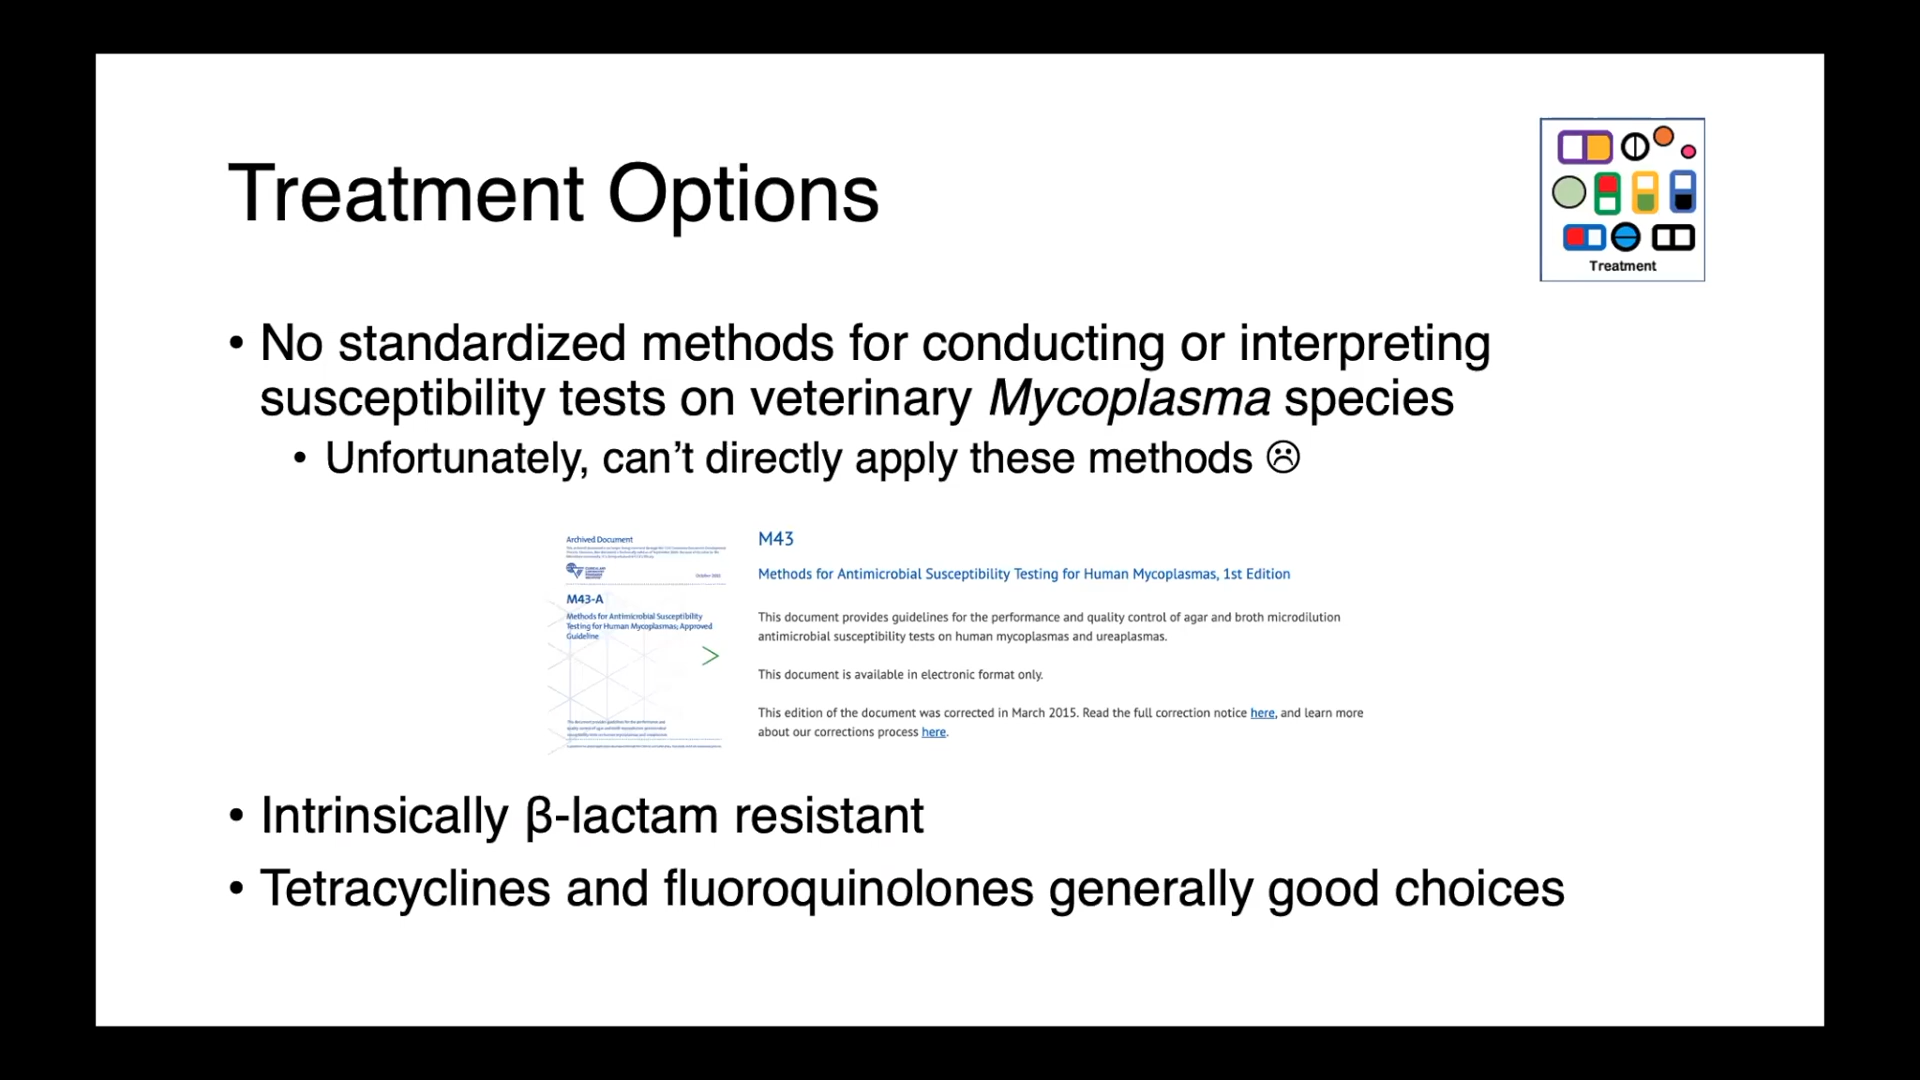 Treatment Options
Treatment
• No standardized methods for conducting or interpreting
susceptibility tests on veterinary Mycoplasma species
• Unfortunately, can’t directly apply these methods ☹
Archived Document
M43-A
Methods for Antimicrobial Susceptibility
Testing for Human Mycoplasmas; Approved
Guideline
M43
Methods for Antimicrobial Susceptibility Testing for Human Mycoplasmas, 1st Edition
This document provides guidelines for the performance and quality control of agar and broth microdilution
antimicrobial susceptibility tests on human mycoplasmas and ureaplasmas.
This document is available in electronic format only.
This edition of the document was corrected in March 2015. Read the full correction notice here, and learn more
about our corrections process here.
• Intrinsically β-lactam resistant
• Tetracyclines and fluoroquinolones generally good choices